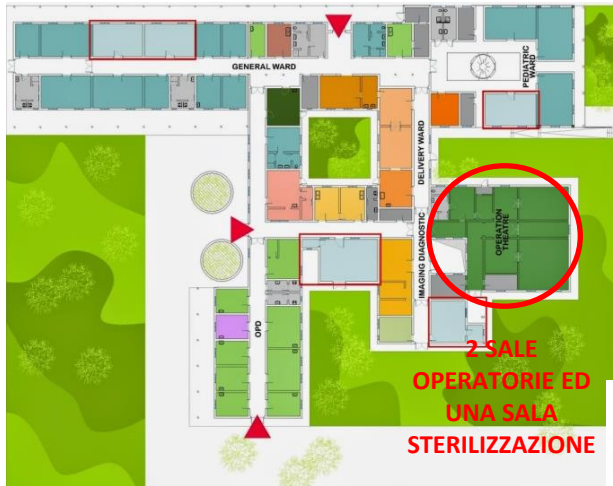 GENERAL WARD
PEDIATRIC WARD
DELIVERY WARD
OPERATION THEATRE
IMAGING DIAGNOSTIC
OPD
2 SALE
OPERATORIE ED
UNA SALA
STERILIZZAZIONE